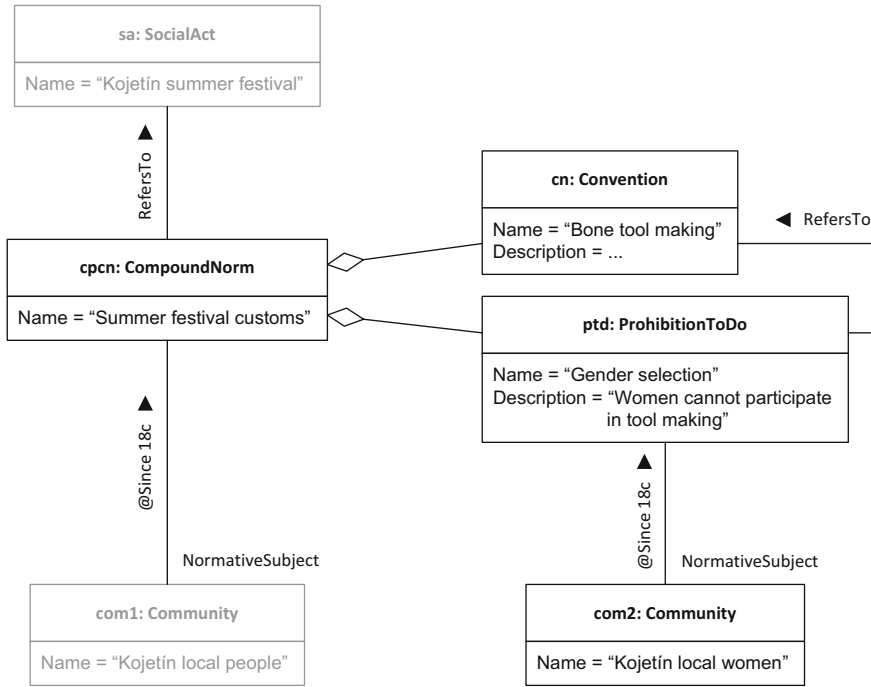 sa: SocialAct
Name = “Kojetín summer festival”
RefersTo ▲
cn: Convention
Name = “Bone tool making”
Description = ...
◀ RefersTo
cpcn: CompoundNorm
Name = “Summer festival customs”
ptd: ProhibitionToDo
Name = “Gender selection”
Description = “Women cannot participate
in tool making”
@Since 18c ▲
@Since 18c ▲
NormativeSubject
NormativeSubject
com1: Community
Name = “Kojetín local people”
com2: Community
Name = “Kojetín local women”